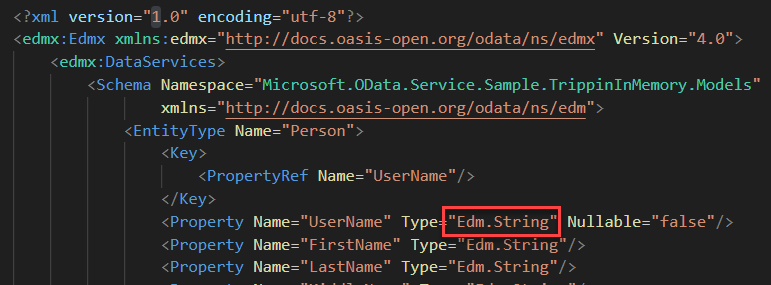 <?xml version="1.0" encoding="utf-8"?>
<edmx:Edmx xmlns:edmx="http://docs.oasis-open.org/odata/ns/edmx" Version="4.0">
<edmx:DataServices>
<Schema Namespace="Microsoft.OData.Service.Sample.TrippinInMemory.Models"
xmlns="http://docs.oasis-open.org/odata/ns/edm">
<EntityType Name="Person">
<Key>
<PropertyRef Name="UserName"/>
</Key>
<Property Name="UserName" Type="Edm.String" Nullable="false"/>
<Property Name="FirstName" Type="Edm.String"/>
<Property Name="LastName" Type="Edm.String"/>